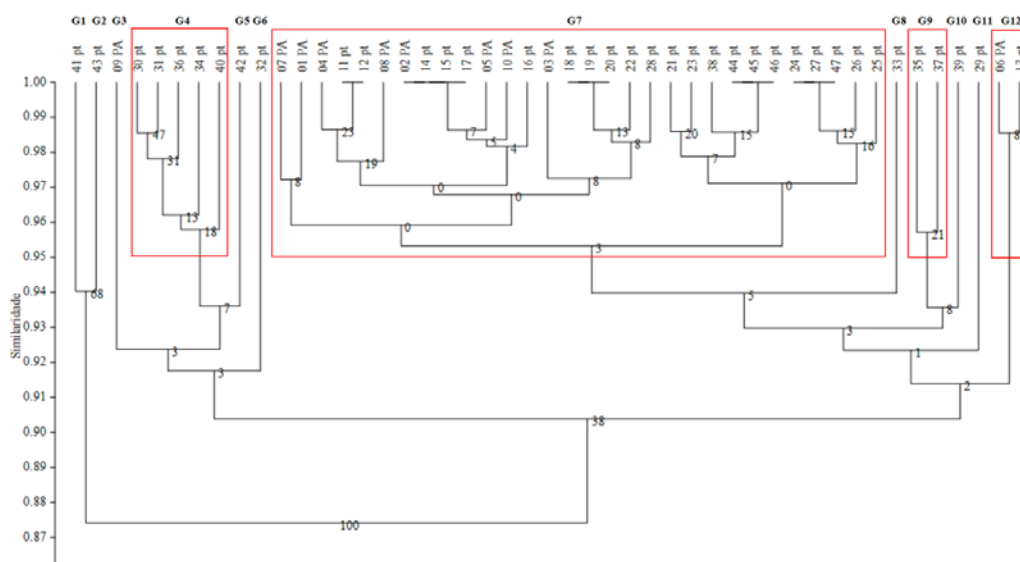 G1 G2 G3 G4 G5 G6 G7 G8 G9 G10 G11 G12
41 pt
43 pt
09 PA
30 pt
31 pt
36 pt
34 pt
40 pt
42 pt
32 pt
07 PA
01 PA
04 PA
11 pt
12 pt
08 PA
02 PA
14 pt
15 pt
17 pt
05 PA
10 PA
16 pt
03 PA
18 pt
19 pt
20 pt
22 pt
28 pt
21 pt
23 pt
38 pt
44 pt
45 pt
46 pt
24 pt
27 pt
47 pt
26 pt
25 pt
33 pt
35 pt
37 pt
39 pt
29 pt
06 PA
1.00
0.99
47 23 7 13 20 15 15 8
5
0.98
31 19 4 8 7 16
0.97
8 0 8 0
0
0.96
13
18 0
21
0.95
3
0.94
68 5
7 8
0.93
3
3 1
0.92
3 2
0.91
38
0.90
0.89
0.88
100
0.87
Similaridade